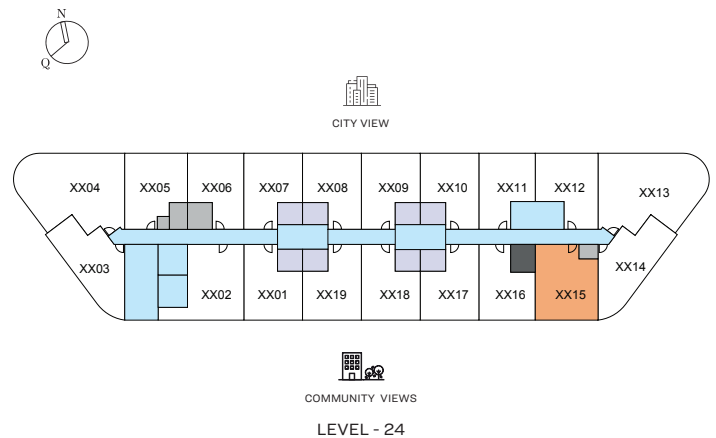 N
Q
CITY VIEW
XX04 XX05 XX06 XX07 XX08 XX09 XX10 XX11 XX12 XX13
XX03 XX14
XX02 XX01 XX19 XX18 XX17 XX16 XX15
COMMUNITY VIEWS
LEVEL - 24